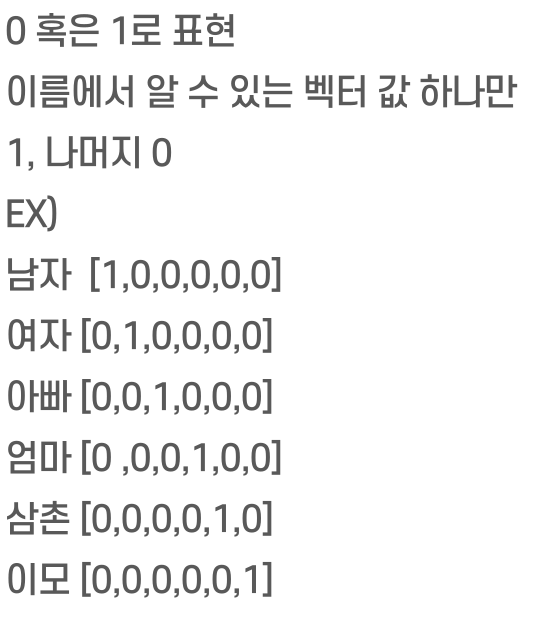 0 혹은 1로 표현
이름에서 알 수 있는 벡터 값 하나만
1, 나머지 0
EX)
남자  [1,0,0,0,0,0]
여자 [0,1,0,0,0,0]
아빠 [0,0,1,0,0,0]
엄마 [0 ,0,0,1,0,0]
삼촌 [0,0,0,0,1,0]
이모 [0,0,0,0,0,1]